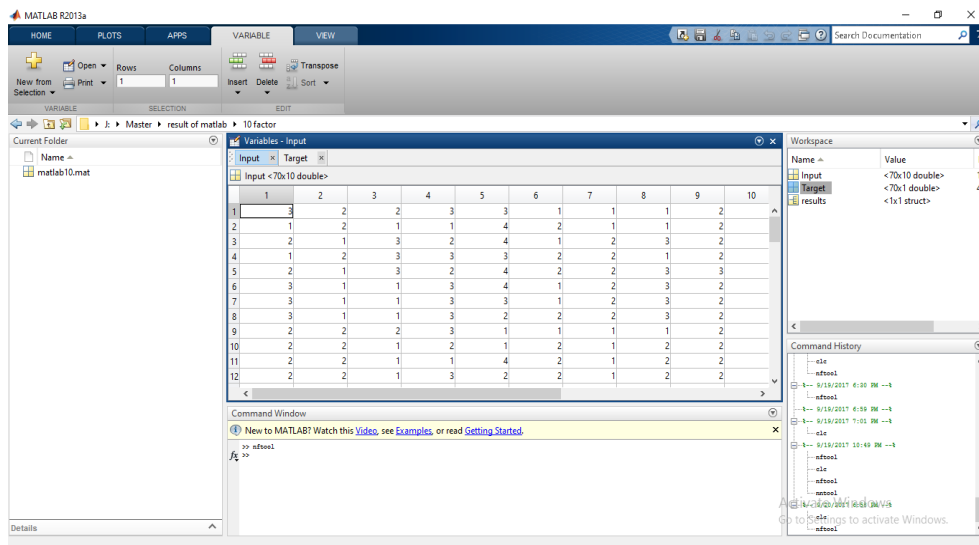 MATLAB R2013a
HOME PLOTS APPS VARIABLE VIEW Search Documentation
New from Selection Open Print Rows 1 Columns 1 Insert Delete Transpose Sort
VARIABLE SELECTION EDIT
J: Master result of matlab 10 factor
Current Folder
Name
matlab10.mat
Details
Variables - Input
Input Target
Input <70x10 double>
1 2 3 4 5 6 7 8 9 10
1 3 2 2 3 3 1 1 1 2
2 1 2 1 1 4 2 1 1 2
3 2 1 3 2 4 1 2 3 2
4 1 2 3 3 3 2 2 1 2
5 2 1 3 2 4 2 2 3 3
6 3 1 1 3 4 1 2 3 2
7 3 1 1 3 3 1 2 3 2
8 3 1 1 3 2 2 2 3 2
9 2 2 2 3 1 1 1 1 2
10 2 2 1 2 1 2 1 2 2
11 2 2 1 1 4 2 1 2 2
12 2 2 1 3 2 2 1 2 2
Command Window
New to MATLAB? Watch this Video, see Examples, or read Getting Started.
>> nftool
fx >>
Workspace
Name Value
Input <70x10 double>
Target <70x1 double>
results <1x1 struct>
Command History
clc
nftool
%-- 9/19/2017 6:30 PM --%
nftool
%-- 9/19/2017 6:59 PM --%
%-- 9/19/2017 7:01 PM --%
clc
%-- 9/19/2017 10:49 PM --%
nftool
clc
nftool
nntool
clc
nftool
Activate Windows
Go to Settings to activate Windows.